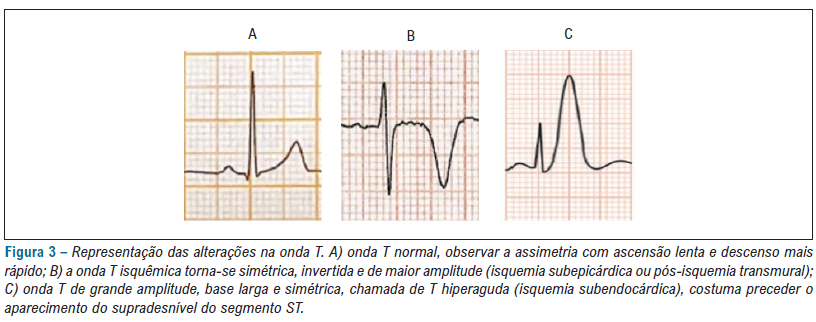 A B C
Figura 3 – Representação das alterações na onda T. A) onda T normal, observar a assimetria com ascensão lenta e descenso mais
rápido; B) a onda T isquêmica torna-se simétrica, invertida e de maior amplitude (isquemia subepicárdica ou pós-isquemia transmural);
C) onda T de grande amplitude, base larga e simétrica, chamada de T hiperaguda (isquemia subendocárdica), costuma preceder o
aparecimento do supradesnível do segmento ST.